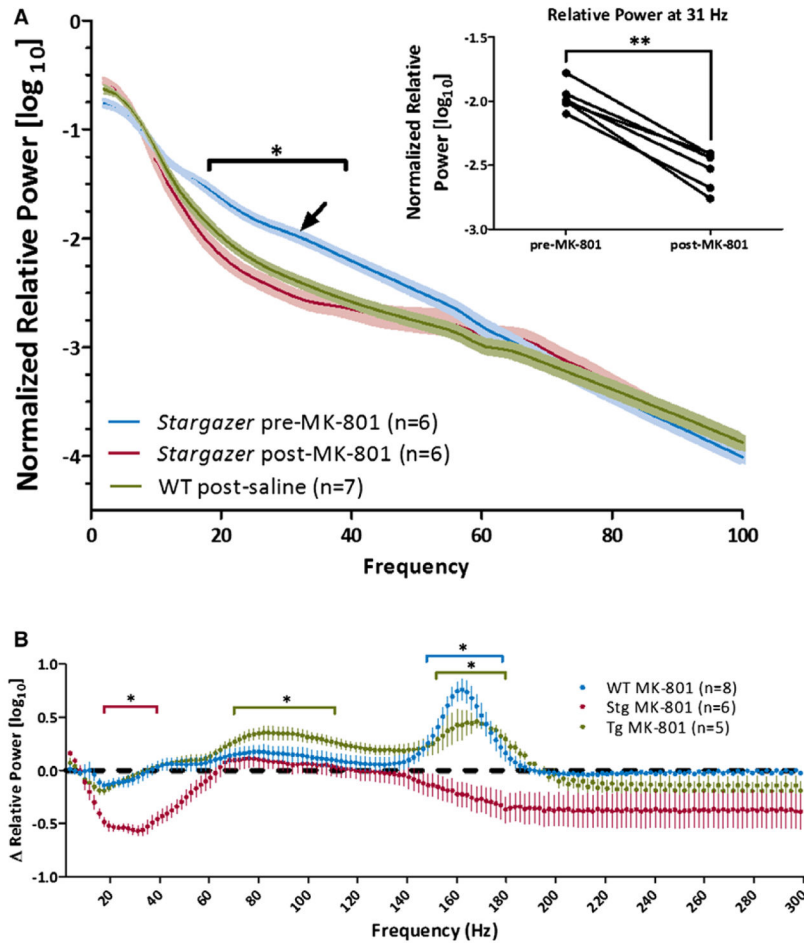 A
Normalized Relative Power [log 10]
0
-1
-2
-3
-4
*
Stargazer pre-MK-801 (n=6)
Stargazer post-MK-801 (n=6)
WT post-saline (n=7)
0 20 40 60 80 100
Frequency
Relative Power at 31 Hz
**
Normalized Relative
Power [log10]
-1.5
-2.0
-2.5
-3.0
pre-MK-801 post-MK-801
B
Δ Relative Power [log10]
1.0
0.5
0.0
-0.5
-1.0
*
*
*
*
WT MK-801 (n=8)
Stg MK-801 (n=6)
Tg MK-801 (n=5)
20 40 60 80 100 120 140 160 180 200 220 240 260 280 300
Frequency (Hz)